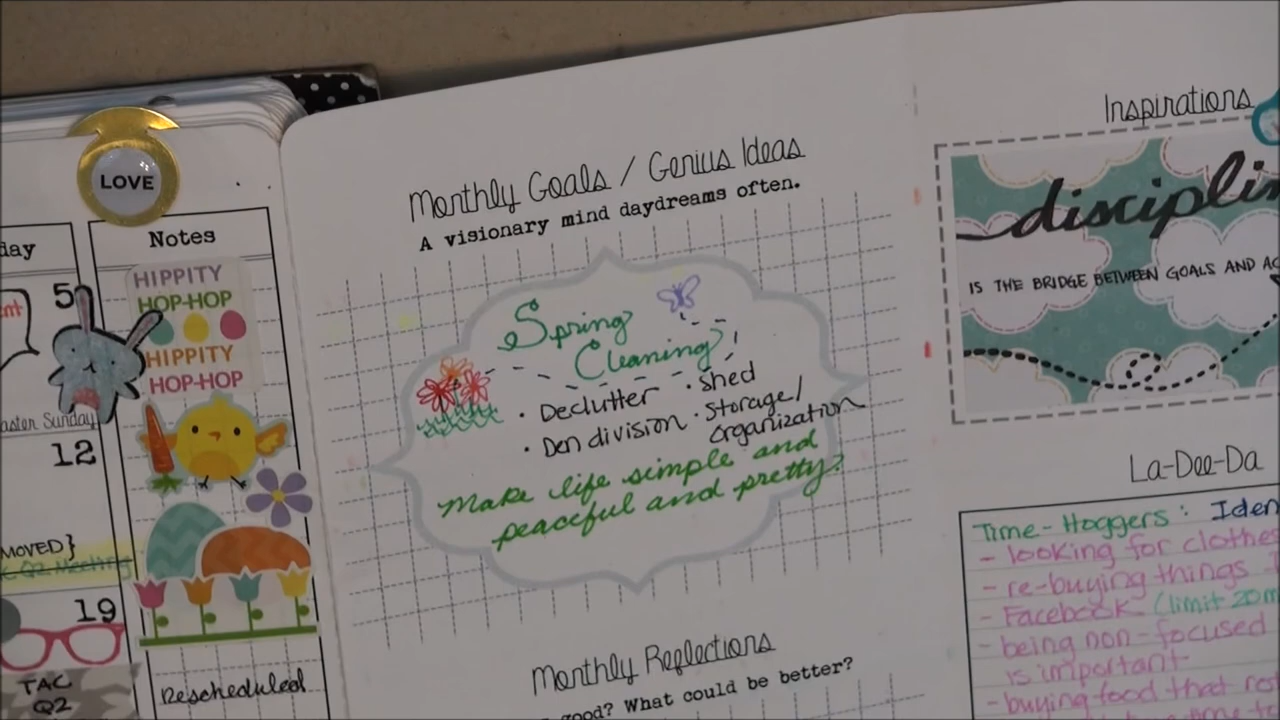 LOVE
day
Notes
5
HIPPITY
HOP-HOP
HIPPITY
HOP-HOP
Easter Sunday
12
MOVED}
Q2 Meeting
19
TAC
Q2
Rescheduled
Monthly Goals / Genius Ideas
A visionary mind daydreams often.
Spring
Cleaning
• Declutter
• Den division
• Shed
• Storage/
organization
Make life simple and
peaceful and pretty!
Monthly Reflections
good? What could be better?
Inspirations
disciplin
IS THE BRIDGE BETWEEN GOALS AND AC
La-Dee-Da
Time-Hoggers: Iden
- looking for clothes
- re-buying things
- Facebook (limit 20m
- being non-focused
is important
- buying food that